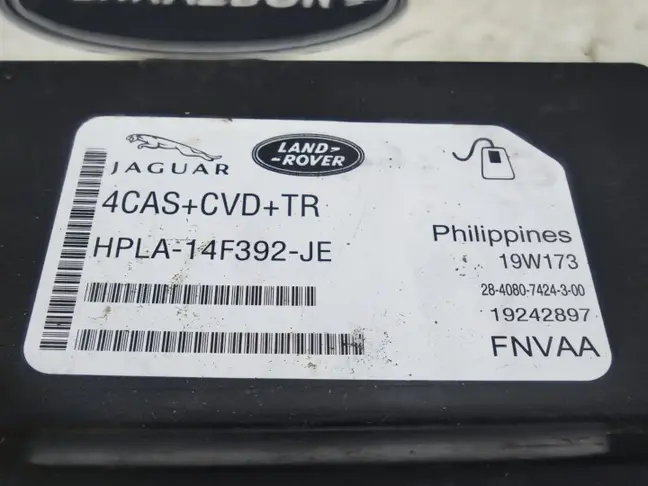 JAGUAR
LAND-
-ROVER
4CAS+CVD+TR
HPLA-14F392-JE
Philippines
19W173
28-4080-7424-3-00
19242897
FNVAA